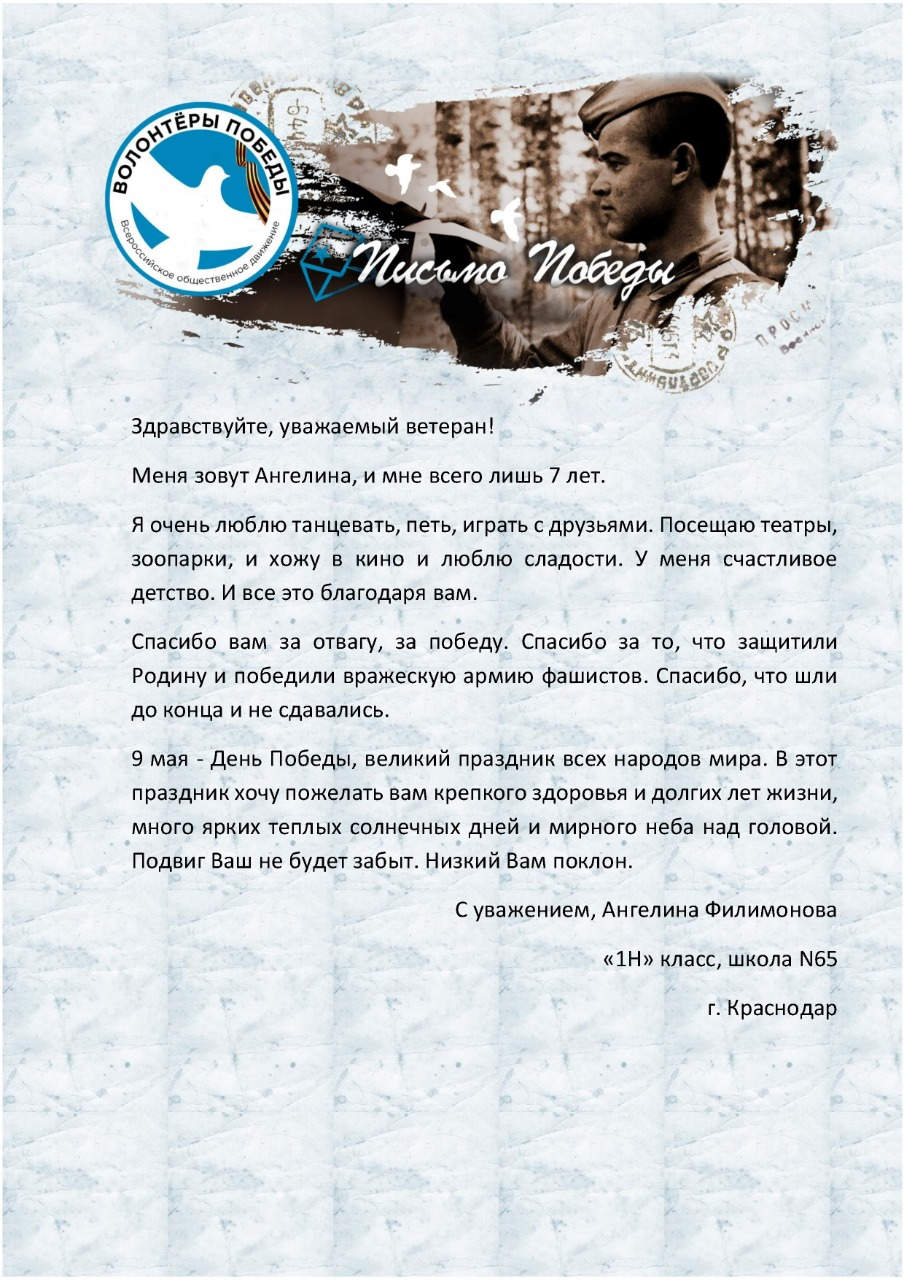 ВОЛОНТЁРЫ ПОБЕДЫ
Всероссийское общественное движение
Письмо Победы
Здравствуйте, уважаемый ветеран!
Меня зовут Ангелина, и мне всего лишь 7 лет.
Я очень люблю танцевать, петь, играть с друзьями. Посещаю театры,
зоопарки, и хожу в кино и люблю сладости. У меня счастливое
детство. И все это благодаря вам.
Спасибо вам за отвагу, за победу. Спасибо за то, что защитили
Родину и победили вражескую армию фашистов. Спасибо, что шли
до конца и не сдавались.
9 мая - День Победы, великий праздник всех народов мира. В этот
праздник хочу пожелать вам крепкого здоровья и долгих лет жизни,
много ярких теплых солнечных дней и мирного неба над головой.
Подвиг Ваш не будет забыт. Низкий Вам поклон.
С уважением, Ангелина Филимонова
«1Н» класс, школа N65
г. Краснодар